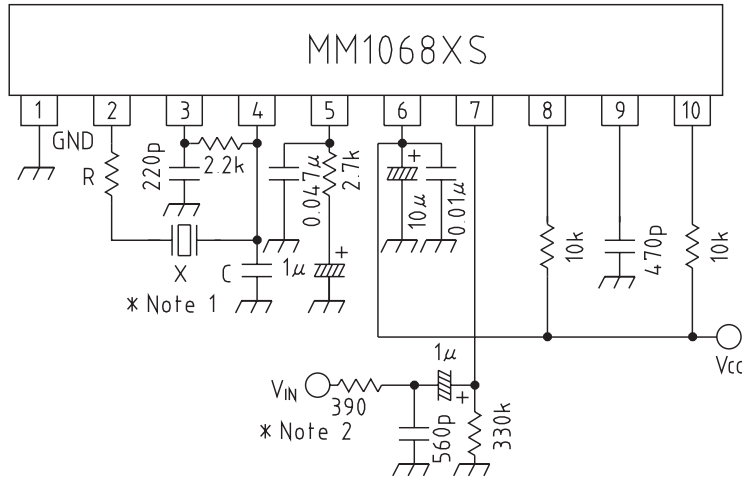 MM1068XS
1 2 3 4 5 6 7 8 9 10
GND
R
220p
2.2k
0.047μ
2.7k
10μ
0.01μ
10k
470p
10k
X
C
1μ
* Note 1
VCC
1μ
VIN
390
* Note 2
560p
330k